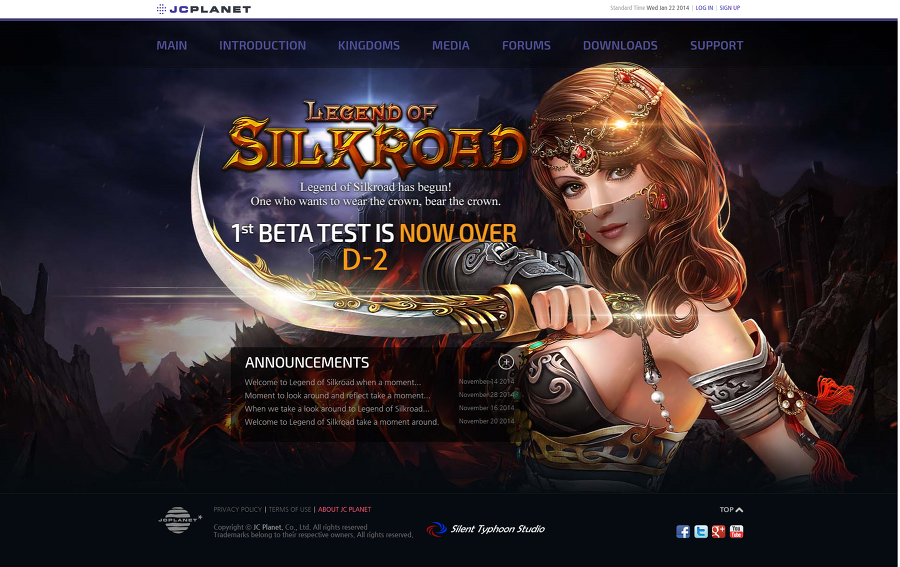 JCPLANET
Standard Time Wed Jan 22 2014 | LOG IN | SIGN UP
MAIN INTRODUCTION KINGDOMS MEDIA FORUMS DOWNLOADS SUPPORT
LEGEND OF
SILKROAD
Legend of Silkroad has begun!
One who wants to wear the crown, bear the crown.
1st BETA TEST IS NOW OVER
D-2
ANNOUNCEMENTS
Welcome to Legend of Silkroad when a moment... November 14 2014
Moment to look around and reflect take a moment... November 28 2014
When we take a look around to Legend of Silkroad... November 16 2014
Welcome to Legend of Silkroad take a moment around. November 20 2014
PRIVACY POLICY | TERMS OF USE | ABOUT JC PLANET
TOP
JCPLANET
Copyright © JC Planet, Co., Ltd. All rights reserved
Trademarks belong to their respective owners. All rights reserved.
Silent Typhoon Studio
You Tube